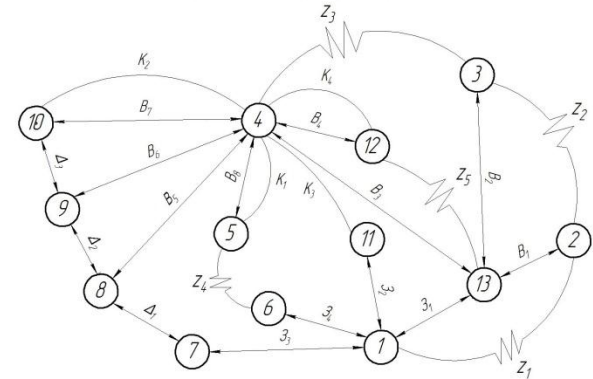 Z₃
K₂
K₄
3
Z₂
10
B₇
4
B₄
12
Δ₃
B₆
B₅
B₈
K₁
K₃
B₃
Z₅
B₂
9
5
11
B₁
2
Δ₂
8
Z₄
З₂
13
6
З₄
З₁
Δ₁
7
З₃
1
Z₁